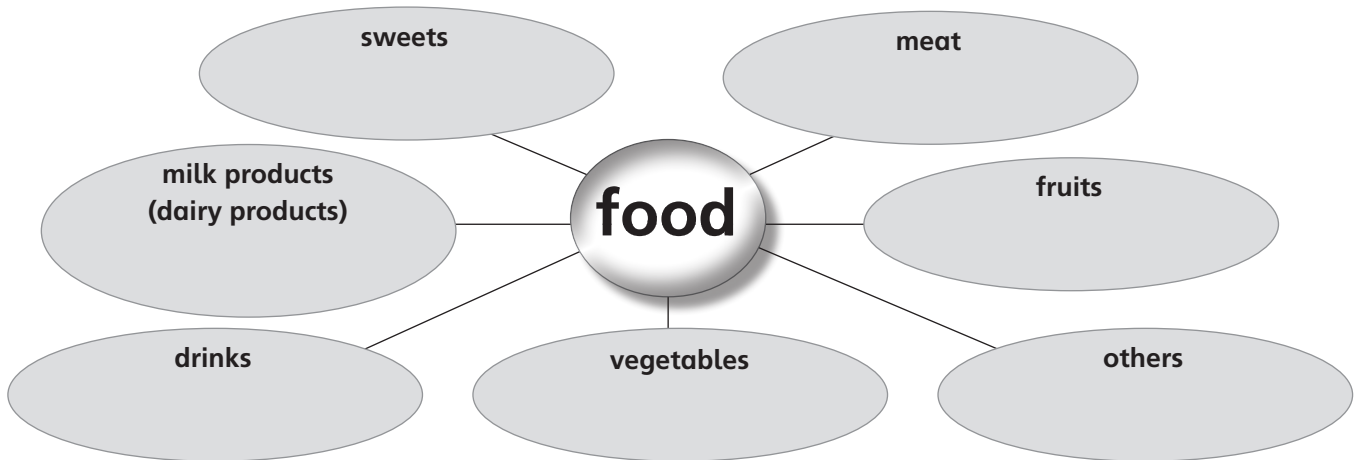 sweets
meat
milk products
(dairy products)
food
fruits
drinks
vegetables
others